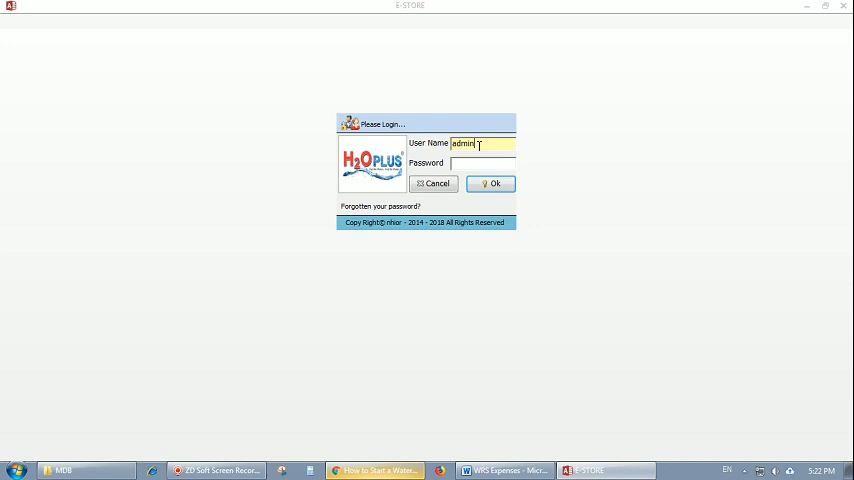 E-STORE
Please Login...
User Name admin
H2OPLUS
Password
Cancel Ok
Forgotten your password?
Copy Right© nhior - 2014 - 2018 All Rights Reserved
MDB ZD Soft Screen Recor... How to Start a Water... WRS Expenses - Micr... E-STORE EN 5:22 PM